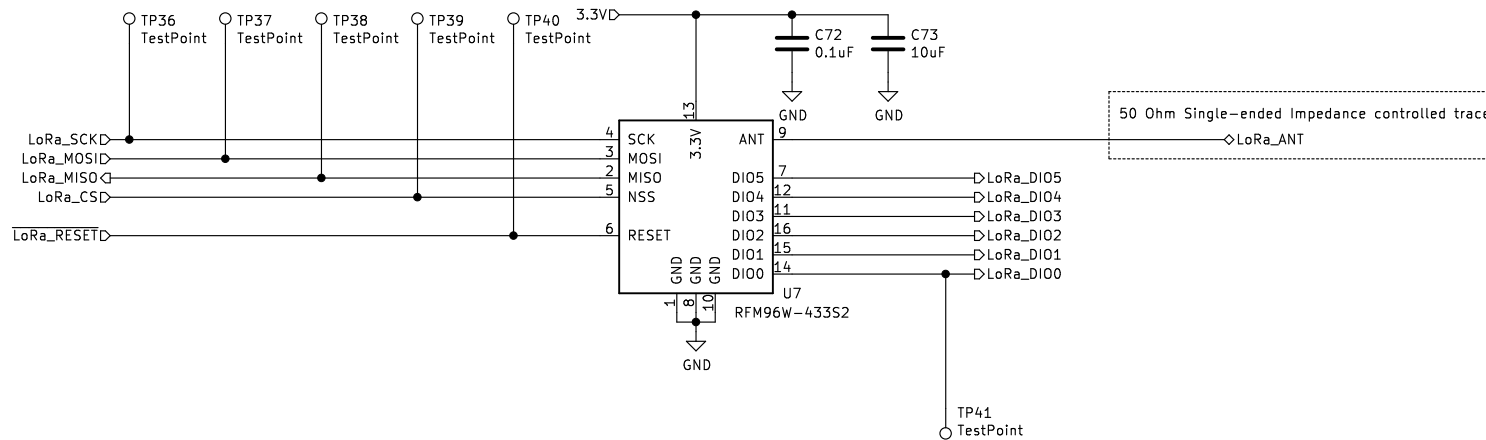 TP36
TestPoint
TP37
TestPoint
TP38
TestPoint
TP39
TestPoint
TP40
TestPoint
3.3V
C72
0.1uF
C73
10uF
GND
GND
50 Ohm Single-ended Impedance controlled trace
LoRa_SCK
LoRa_MOSI
LoRa_MISO
LoRa_CS
LoRa_RESET
4
3
2
5
6
SCK
MOSI
MISO
NSS
RESET
13
3.3V
ANT
DIO5
DIO4
DIO3
DIO2
DIO1
DIO0
9
7
12
11
16
15
14
LoRa_ANT
LoRa_DIO5
LoRa_DIO4
LoRa_DIO3
LoRa_DIO2
LoRa_DIO1
LoRa_DIO0
GND
GND
GND
1
8
10
U7
RFM96W-433S2
GND
TP41
TestPoint